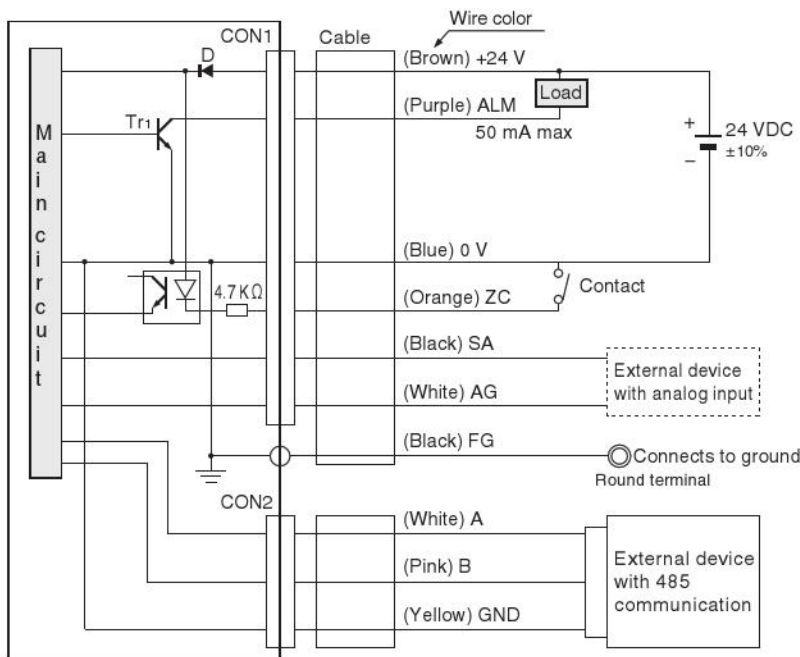 Wire color
CON1
Cable
D
(Brown) +24 V
Load
(Purple) ALM
50 mA max
Tr1
+
24 VDC
±10%
−
Main circuit
(Blue) 0 V
4.7 KΩ
(Orange) ZC
Contact
(Black) SA
External device
with analog input
(White) AG
(Black) FG
Connects to ground
Round terminal
CON2
(White) A
(Pink) B
External device
with 485
communication
(Yellow) GND